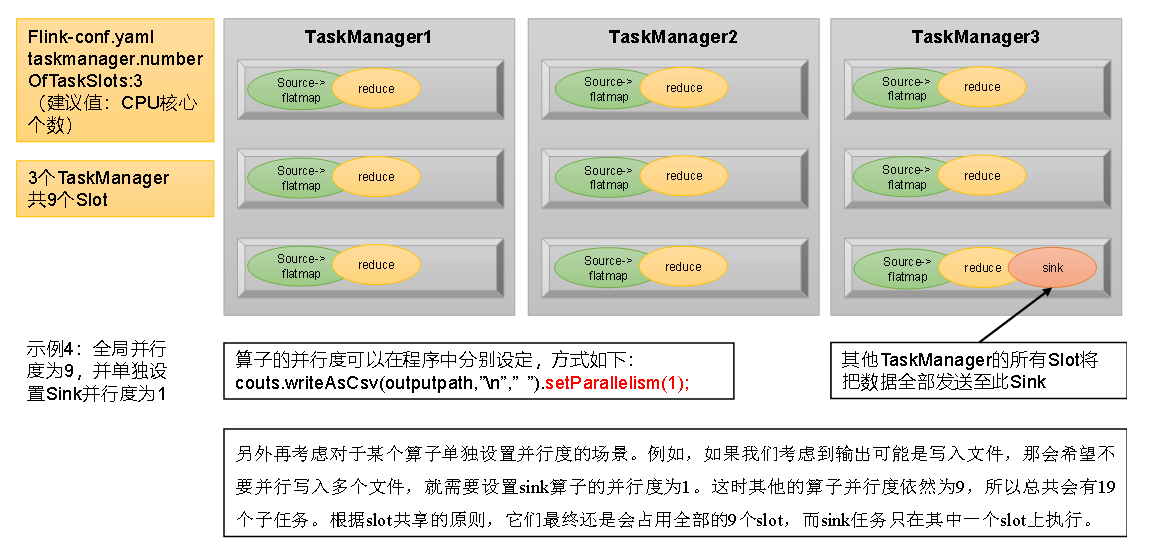 Flink-conf.yaml
taskmanager.number
OfTaskSlots:3
（建议值：CPU核心
个数）
3个TaskManager
共9个Slot
TaskManager1
Source->
flatmap
reduce
Source->
flatmap
reduce
Source->
flatmap
reduce
TaskManager2
Source->
flatmap
reduce
Source->
flatmap
reduce
Source->
flatmap
reduce
TaskManager3
Source->
flatmap
reduce
Source->
flatmap
reduce
Source->
flatmap
reduce
sink
示例4：全局并行
度为9，并单独设
置Sink并行度为1
算子的并行度可以在程序中分别设定，方式如下：
couts.writeAsCsv(outputpath,"\n”,” ”).setParallelism(1);
其他TaskManager的所有Slot将
把数据全部发送至此Sink
另外再考虑对于某个算子单独设置并行度的场景。例如，如果我们考虑到输出可能是写入文件，那会希望不
要并行写入多个文件，就需要设置sink算子的并行度为1。这时其他的算子并行度依然为9，所以总共会有19
个子任务。根据slot共享的原则，它们最终还是会占用全部的9个slot，而sink任务只在其中一个slot上执行。